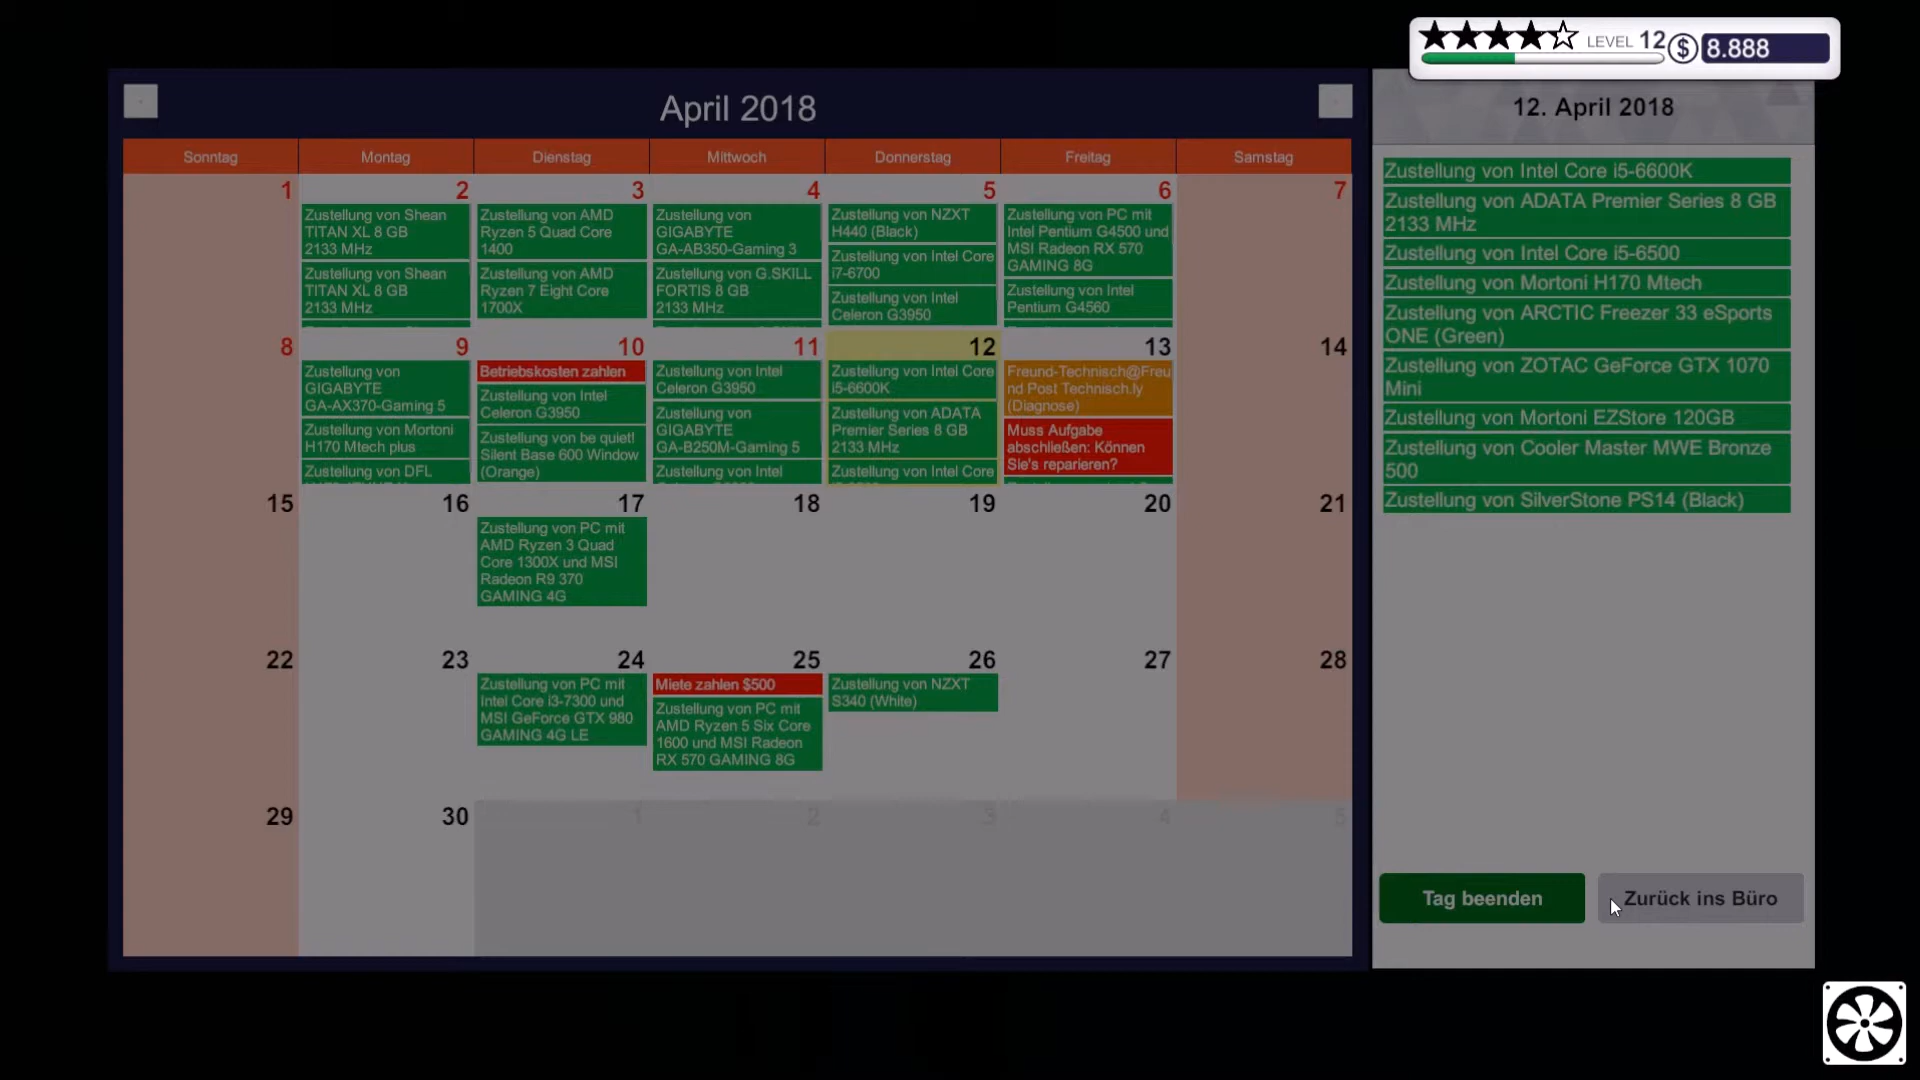 LEVEL 12 $ 8.888
April 2018
12. April 2018
Sonntag Montag Dienstag Mittwoch Donnerstag Freitag Samstag
1 2 3 4 5 6 7
Zustellung von Shean
TITAN XL 8 GB
2133 MHz
Zustellung von Shean
TITAN XL 8 GB
2133 MHz
Zustellung von AMD
Ryzen 5 Quad Core
1400
Zustellung von AMD
Ryzen 7 Eight Core
1700X
Zustellung von
GIGABYTE
GA-AB350-Gaming 3
Zustellung von G.SKILL
FORTIS 8 GB
2133 MHz
Zustellung von NZXT
H440 (Black)
Zustellung von Intel Core
i7-6700
Zustellung von Intel
Celeron G3950
Zustellung von PC mit
Intel Pentium G4500 und
MSI Radeon RX 570
GAMING 8G
Zustellung von Intel
Pentium G4560
8 9 10 11 12 13 14
Zustellung von
GIGABYTE
GA-AX370-Gaming 5
Zustellung von Mortoni
H170 Mtech plus
Zustellung von DFL
Betriebskosten zahlen
Zustellung von Intel
Celeron G3950
Zustellung von be quiet!
Silent Base 600 Window
(Orange)
Zustellung von Intel
Celeron G3950
Zustellung von
GIGABYTE
GA-B250M-Gaming 5
Zustellung von Intel
Zustellung von Intel Core
i5-6600K
Zustellung von ADATA
Premier Series 8 GB
2133 MHz
Zustellung von Intel Core
Freund-Technisch@Freu
nd Post Technisch.ly
(Diagnose)
Muss Aufgabe
abschließen: Können
Sie's reparieren?
15 16 17 18 19 20 21
Zustellung von PC mit
AMD Ryzen 3 Quad
Core 1300X und MSI
Radeon R9 370
GAMING 4G
22 23 24 25 26 27 28
Zustellung von PC mit
Intel Core i3-7300 und
MSI GeForce GTX 980
GAMING 4G LE
Miete zahlen $500
Zustellung von PC mit
AMD Ryzen 5 Six Core
1600 und MSI Radeon
RX 570 GAMING 8G
Zustellung von NZXT
S340 (White)
29 30 1 2 3 4 5
Zustellung von Intel Core i5-6600K
Zustellung von ADATA Premier Series 8 GB
2133 MHz
Zustellung von Intel Core i5-6500
Zustellung von Mortoni H170 Mtech
Zustellung von ARCTIC Freezer 33 eSports
ONE (Green)
Zustellung von ZOTAC GeForce GTX 1070
Mini
Zustellung von Mortoni EZStore 120GB
Zustellung von Cooler Master MWE Bronze
500
Zustellung von SilverStone PS14 (Black)
Tag beenden
Zurück ins Büro